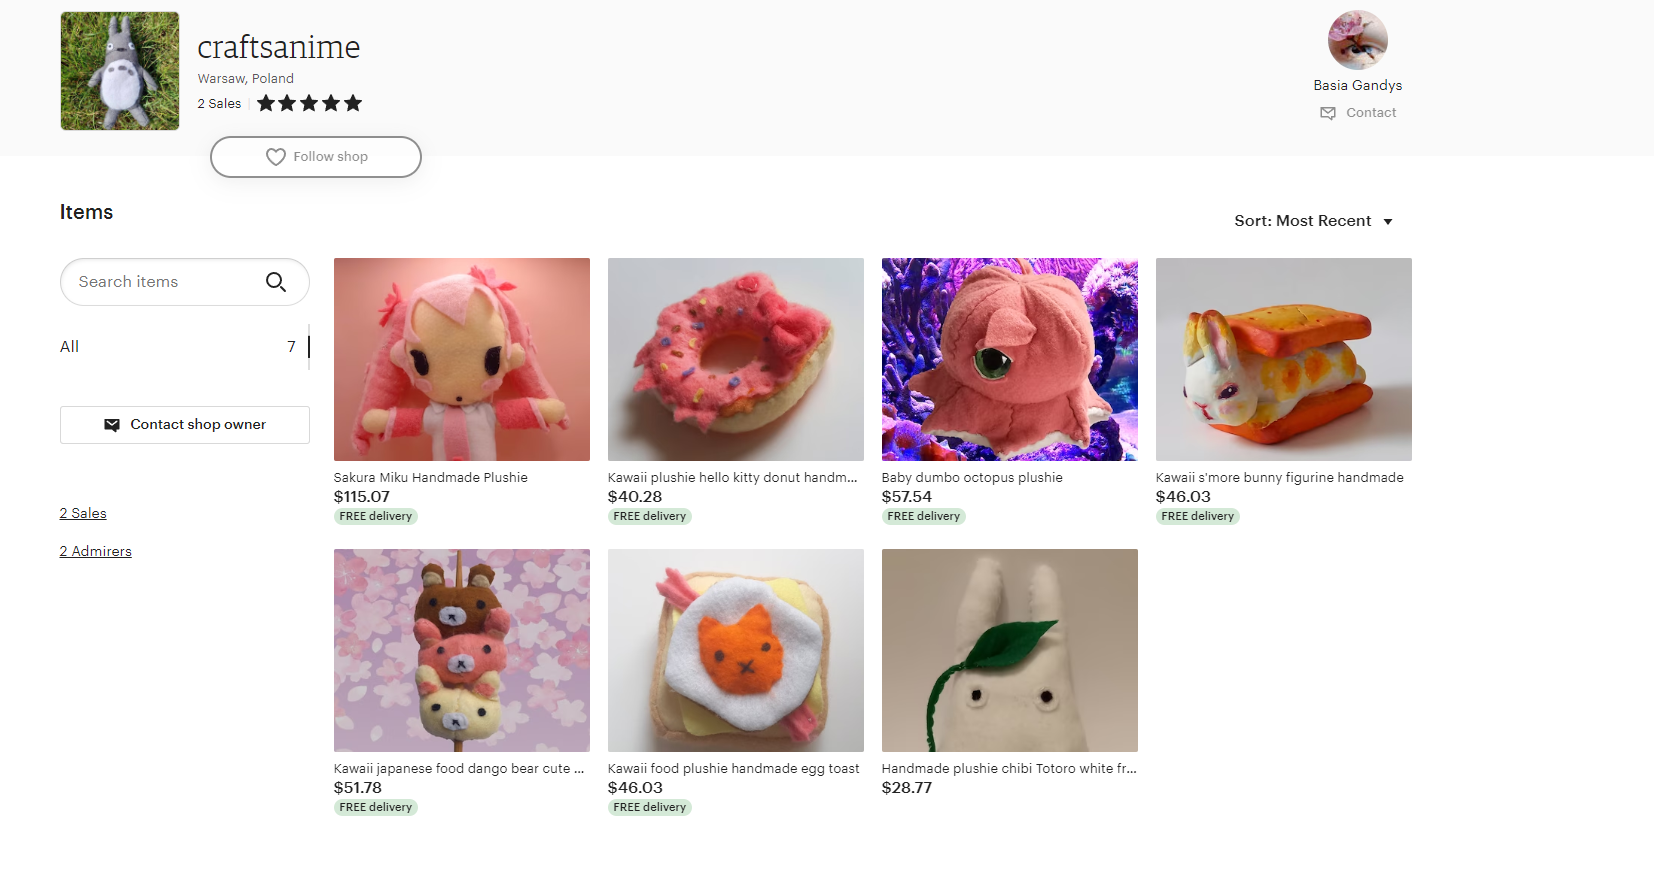 craftsanime
Warsaw, Poland
2 Sales
Follow shop
Basia Gandys
Contact
Items
Sort: Most Recent
Search items
All 7
Contact shop owner
2 Sales
2 Admirers
Sakura Miku Handmade Plushie
$115.07
FREE delivery
Kawaii plushie hello kitty donut handm...
$40.28
FREE delivery
Baby dumbo octopus plushie
$57.54
FREE delivery
Kawaii s'more bunny figurine handmade
$46.03
FREE delivery
Kawaii japanese food dango bear cute ...
$51.78
FREE delivery
Kawaii food plushie handmade egg toast
$46.03
FREE delivery
Handmade plushie chibi Totoro white fr...
$28.77